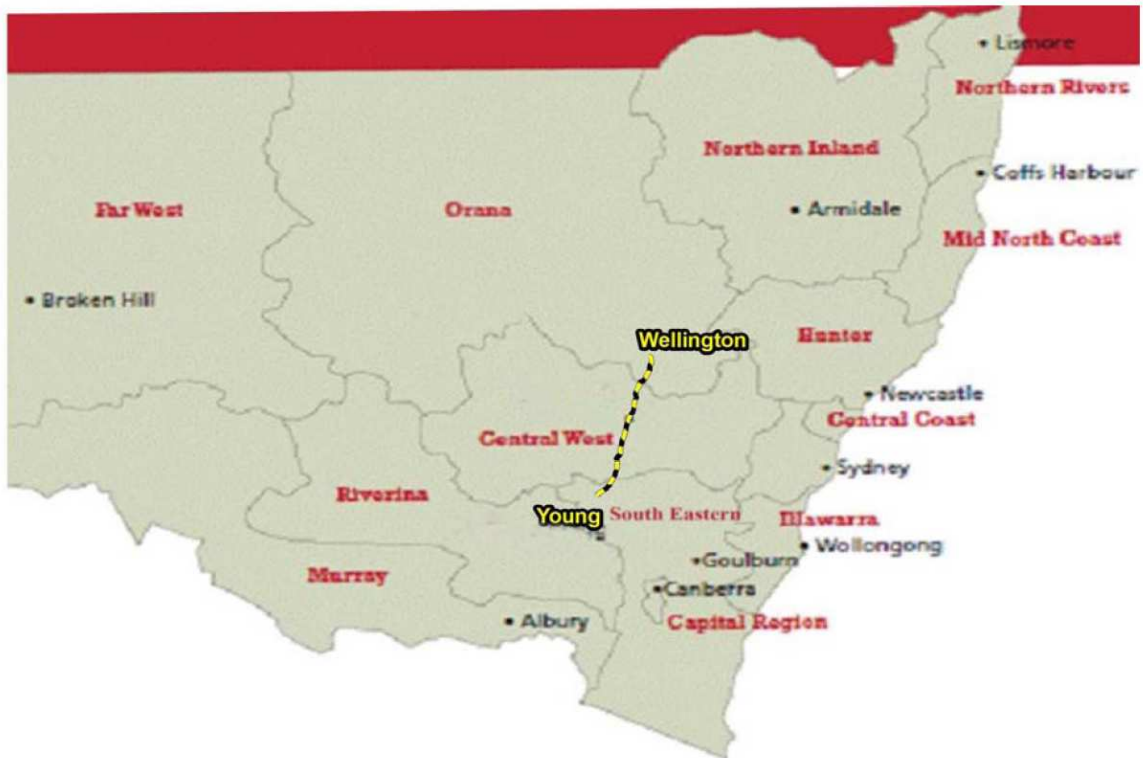 Lismore
Northern Rivers
Northern Inland
Coffs Harbour
Far West
Orana
Armidale
Mid North Coast
Broken Hill
Wellington
Hunter
Newcastle
Central Coast
Central West
Sydney
Riverina
Young
South Eastern
Illawarra
Wollongong
Goulburn
Murray
Canberra
Albury
Capital Region